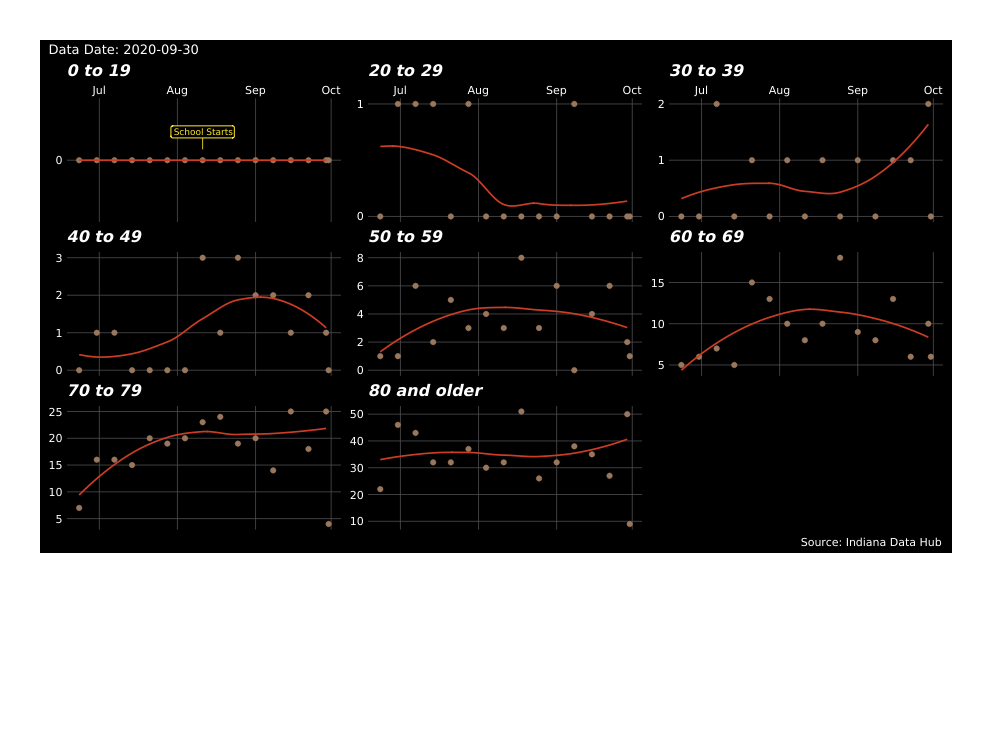 Data Date: 2020-09-30
0 to 19
20 to 29
30 to 39
Jul Aug Sep Oct
Jul Aug Sep Oct
Jul Aug Sep Oct
School Starts
0
1
0
2
1
0
40 to 49
50 to 59
60 to 69
3
2
1
0
8
6
4
2
0
15
10
5
70 to 79
80 and older
25
20
15
10
5
50
40
30
20
10
Source: Indiana Data Hub